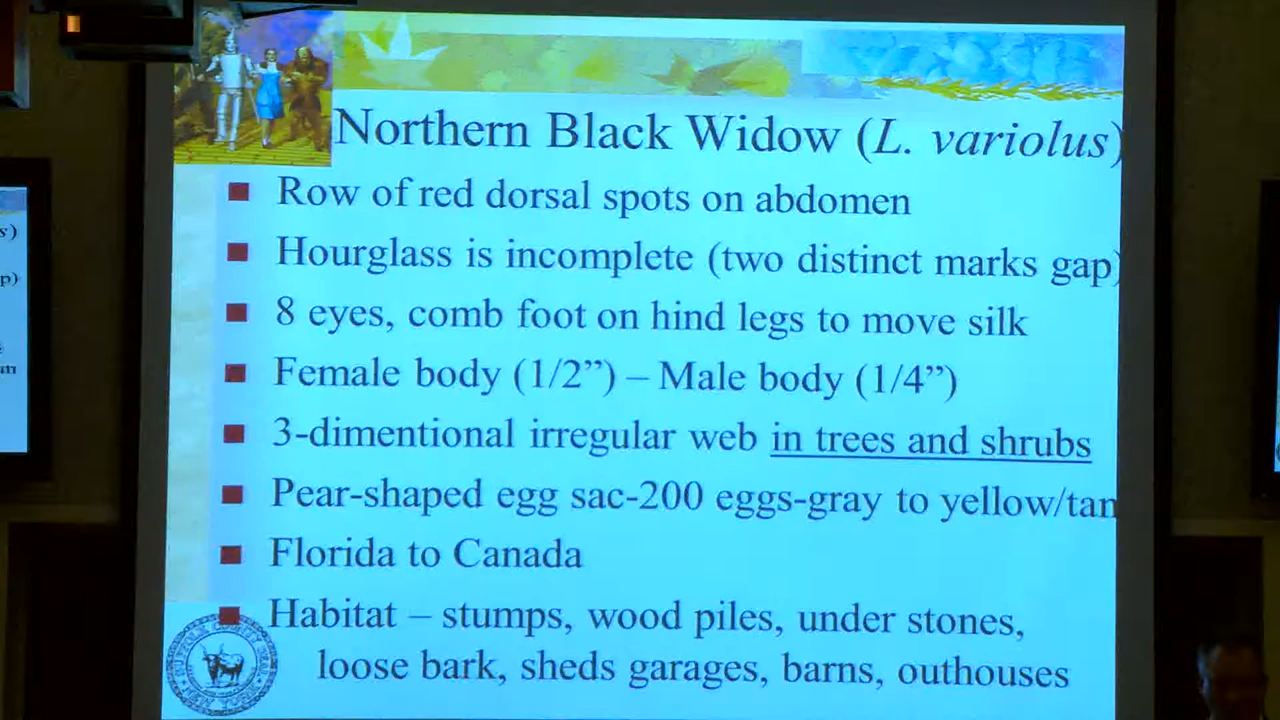 Northern Black Widow (L. variolus)
Row of red dorsal spots on abdomen
Hourglass is incomplete (two distinct marks gap)
8 eyes, comb foot on hind legs to move silk
Female body (1/2”) – Male body (1/4”)
3-dimentional irregular web in trees and shrubs
Pear-shaped egg sac-200 eggs-gray to yellow/tan
Florida to Canada
Habitat – stumps, wood piles, under stones,
loose bark, sheds garages, barns, outhouses
s)
p)